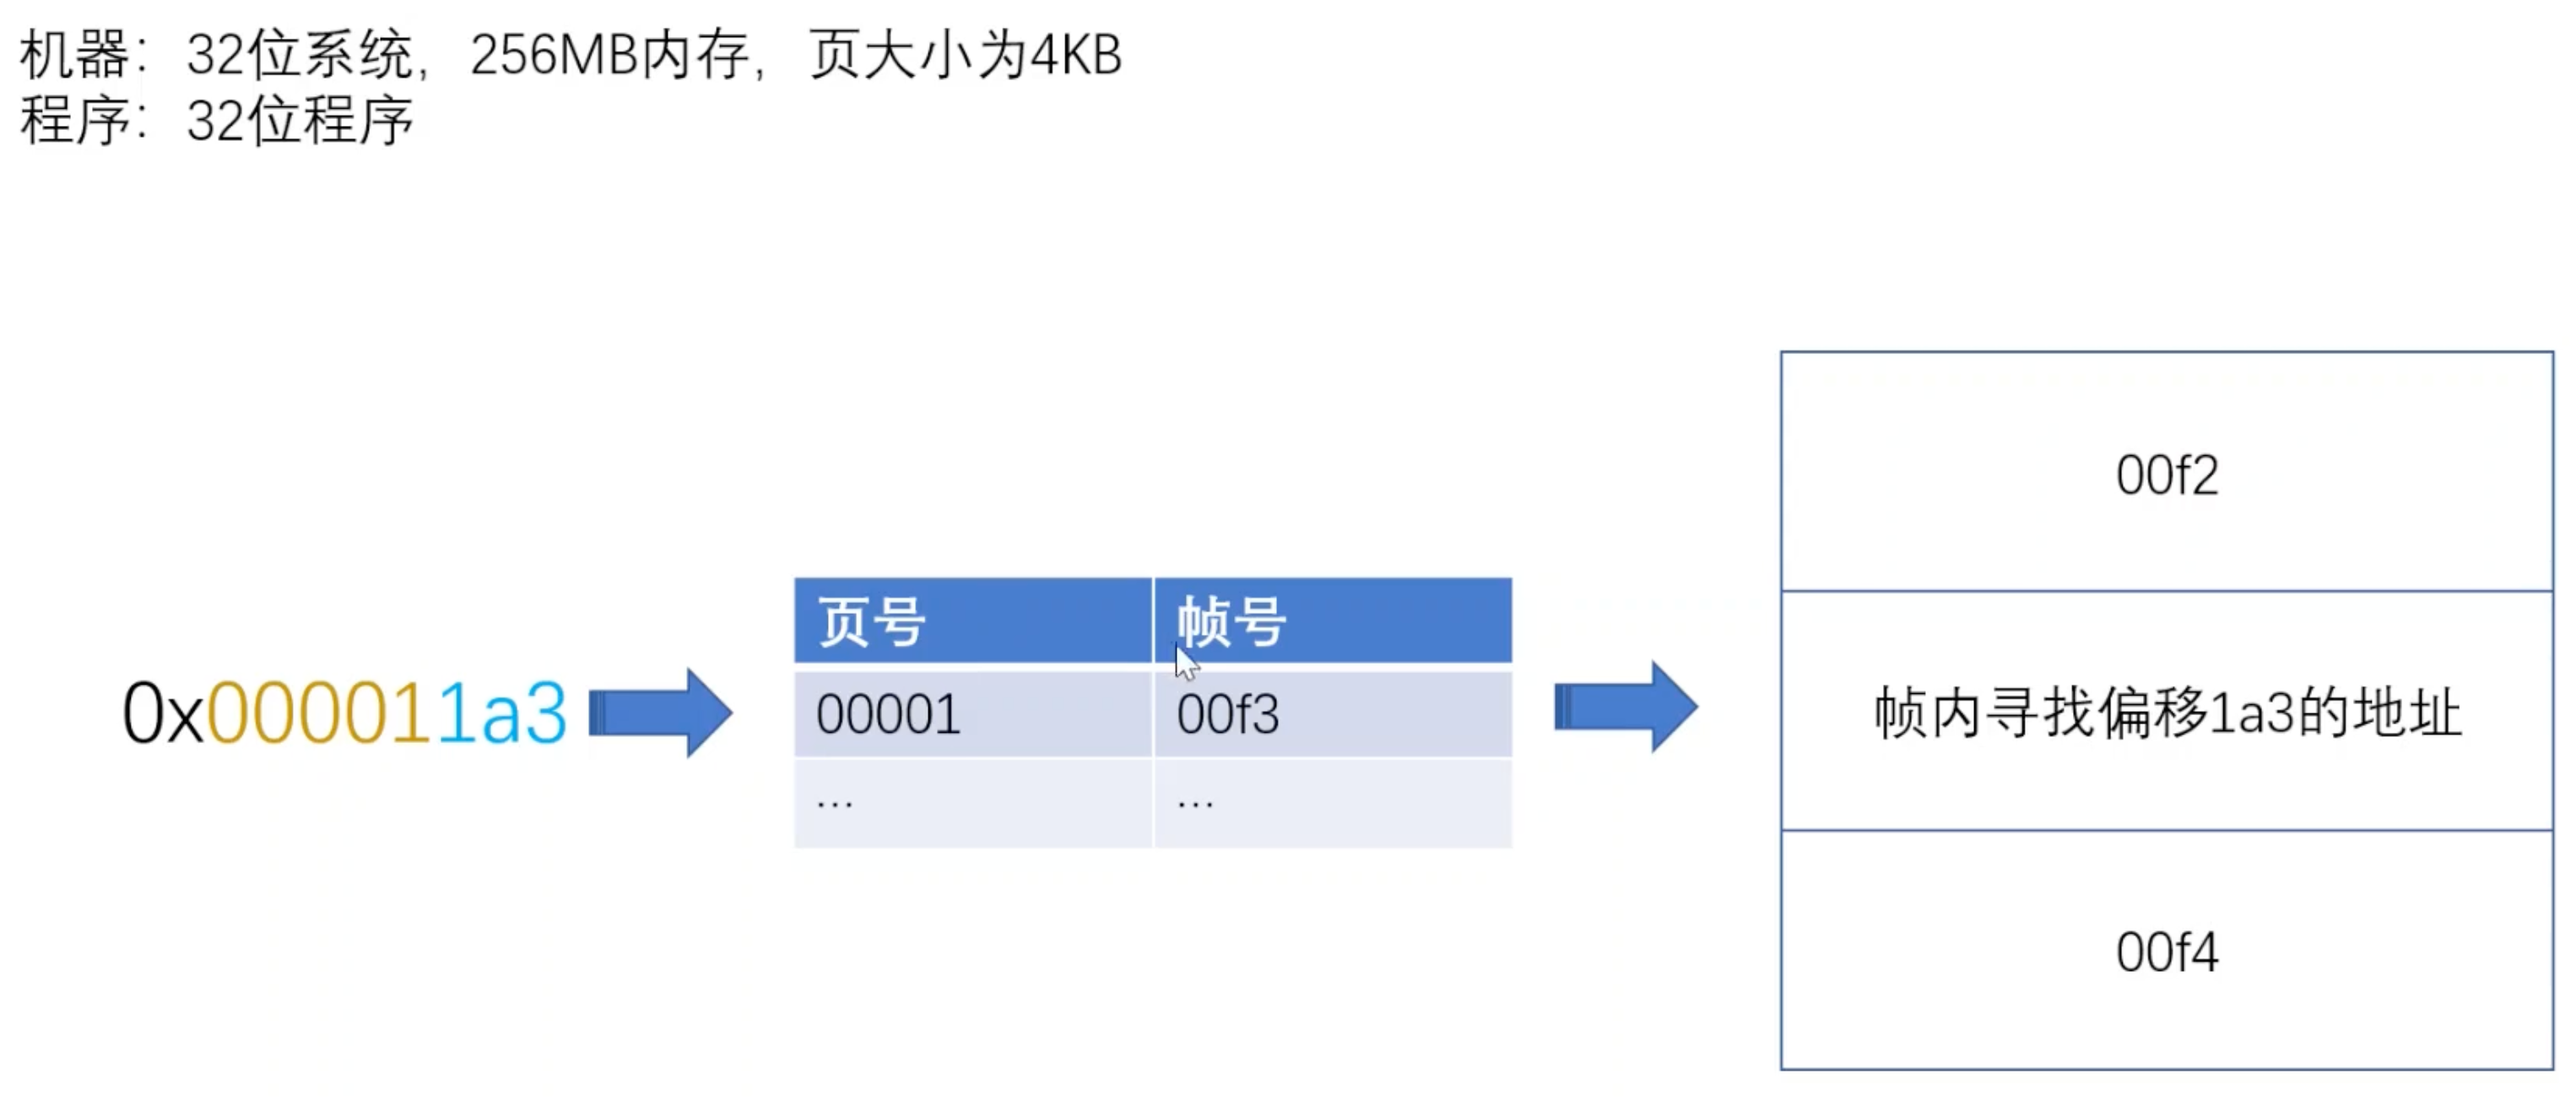 机器：32位系统，256MB内存，页大小为4KB
程序：32位程序
0x000011a3
页号 帧号
00001 00f3
... ...
00f2
帧内寻找偏移1a3的地址
00f4